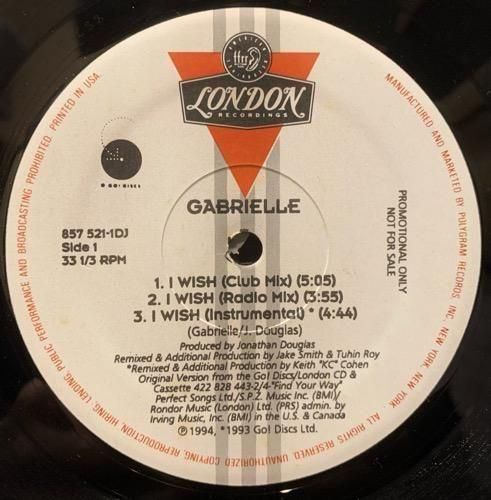 ffrr
LONDON
RECORDINGS
GO! DISCS
GABRIELLE
857 521-1DJ
Side 1
33 1/3 RPM
PROMOTIONAL ONLY
NOT FOR SALE
1. I WISH (Club Mix) (5:05)
2. I WISH (Radio Mix) (3:55)
3. I WISH (Instrumental) * (4:44)
(Gabrielle/J. Douglas)
Produced by Jonathan Douglas
Remixed & Additional Production by Jake Smith & Tuhin Roy
*Remixed & Additional Production by Keith "KC" Cohen
Original Version from the Go! Discs/London CD &
Cassette 422 828 443-2/4-"Find Your Way"
Perfect Songs Ltd./S.P.Z. Music Inc. (BMI)/
Rondor Music (London) Ltd. (PRS) admin. by
Irving Music, Inc. (BMI) in the U.S. & Canada
℗ 1994, *1993 Go! Discs Ltd.
MANUFACTURED AND MARKETED BY POLYGRAM RECORDS, INC. NEW YORK, NEW YORK. ALL RIGHTS RESERVED. UNAUTHORIZED COPYING, REPRODUCTION, HIRING, LENDING, PUBLIC PERFORMANCE AND BROADCASTING PROHIBITED. PRINTED IN USA.